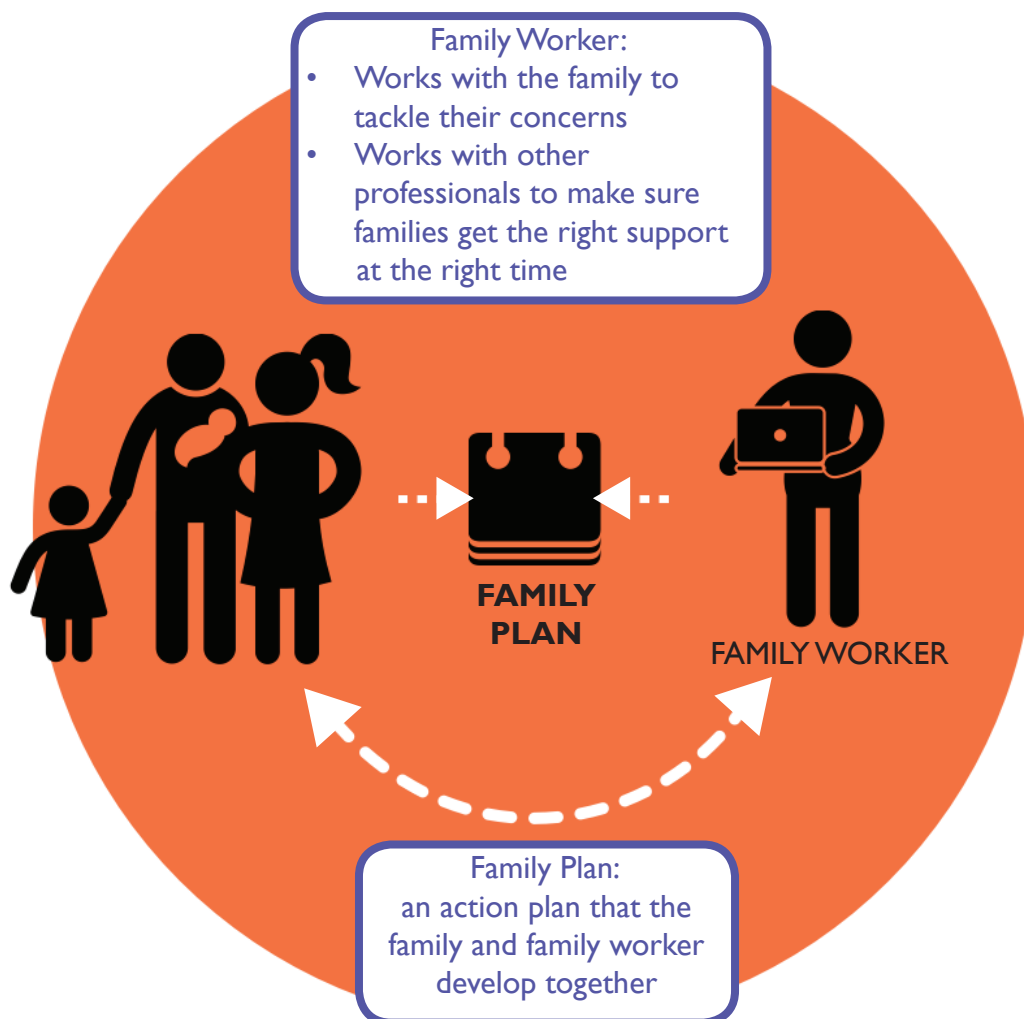 Family Worker:
• Works with the family to
tackle their concerns
• Works with other
professionals to make sure
families get the right support
at the right time
FAMILY
PLAN
FAMILY WORKER
Family Plan:
an action plan that the
family and family worker
develop together